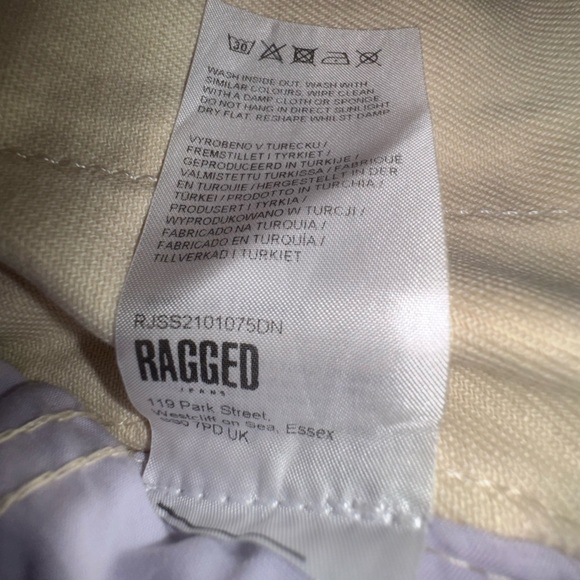 30
WASH INSIDE OUT. WASH WITH
SIMILAR COLOURS. WIPE CLEAN
WITH A DAMP CLOTH OR SPONGE.
DO NOT HANG IN DIRECT SUNLIGHT
DRY FLAT. RESHAPE WHILST DAMP
VYROBENO V TURECKU /
FREMSTILLET I TYRKIET /
GEPRODUCEERD IN TURKIJE /
VALMISTETTU TURKISSA / FABRIQUÉ
EN TURQUIE / HERGESTELLT IN DER
TÜRKEI / PRODOTTO IN TURCHIA /
PRODUSERT I TYRKIA /
WYPRODUKOWANO W TURCJI /
FABRICADO NA TURQUIA /
FABRICADO EN TURQUÍA /
TILLVERKAD I TURKIET
RJSS2101075DN
RAGGED
JEANS
119 Park Street,
Westcliff on Sea, Essex
SS0 7PD UK